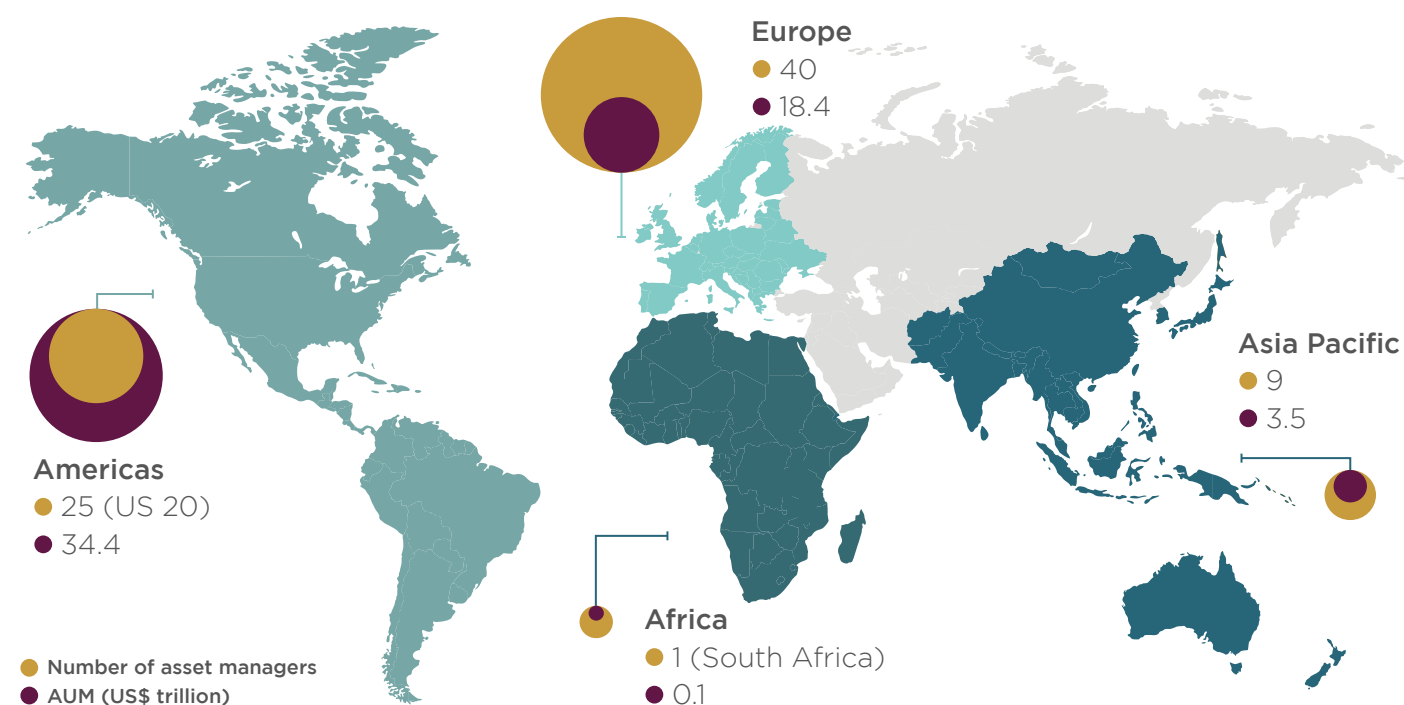 Europe
40
18.4
Asia Pacific
9
3.5
Americas
25 (US 20)
34.4
Africa
1 (South Africa)
0.1
Number of asset managers
AUM (US$ trillion)